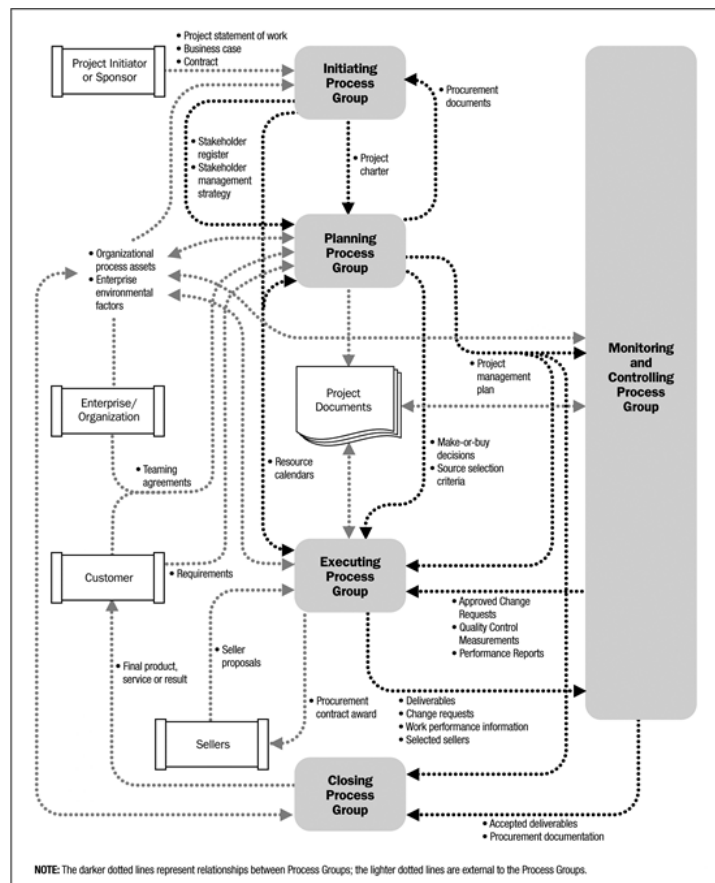 • Project statement of work
• Business case
• Contract
Project Initiator
or Sponsor
Initiating
Process
Group
• Procurement
documents
• Stakeholder
register
• Stakeholder
management
strategy
• Project
charter
Planning
Process
Group
• Organizational
process assets
• Enterprise
environmental
factors
Monitoring and
Controlling
Process
Group
• Project
management
plan
Project
Documents
Enterprise/
Organization
• Make-or-buy
decisions
• Source selection
criteria
• Teaming
agreements
• Resource
calendars
Executing
Process
Group
Customer
• Requirements
• Approved Change
Requests
• Quality Control
Measurements
• Performance Reports
• Seller
proposals
• Final product,
service or result
• Procurement
contract award
• Deliverables
• Change requests
• Work performance information
• Selected sellers
Sellers
Closing
Process
Group
• Accepted deliverables
• Procurement documentation
NOTE: The darker dotted lines represent relationships between Process Groups; the lighter dotted lines are external to the Process Groups.